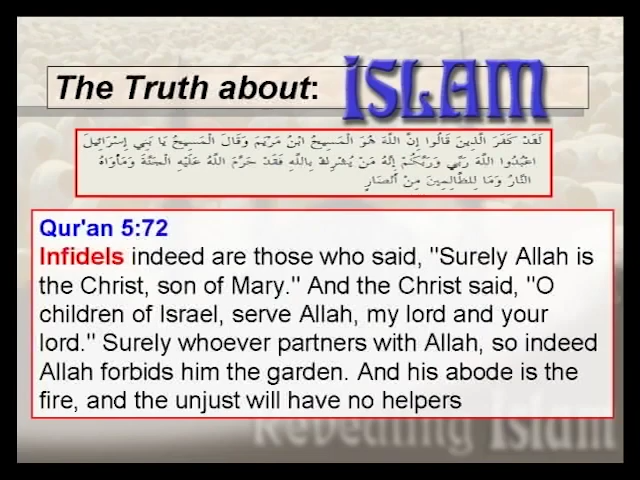 The Truth about: ISLAM
لَقَدْ كَفَرَ الَّذِينَ قَالُوا إِنَّ اللَّهَ هُوَ الْمَسِيحُ ابْنُ مَرْيَمَ وَقَالَ الْمَسِيحُ يَا بَنِي إِسْرَائِيلَ
اعْبُدُوا اللَّهَ رَبِّي وَرَبَّكُمْ إِنَّهُ مَنْ يُشْرِكْ بِاللَّهِ فَقَدْ حَرَّمَ اللَّهُ عَلَيْهِ الْجَنَّةَ وَمَأْوَاهُ
النَّارُ وَمَا لِلظَّالِمِينَ مِنْ أَنْصَارٍ
Qur'an 5:72
Infidels indeed are those who said, "Surely Allah is
the Christ, son of Mary." And the Christ said, "O
children of Israel, serve Allah, my lord and your
lord." Surely whoever partners with Allah, so indeed
Allah forbids him the garden. And his abode is the
fire, and the unjust will have no helpers
Revealing Islam